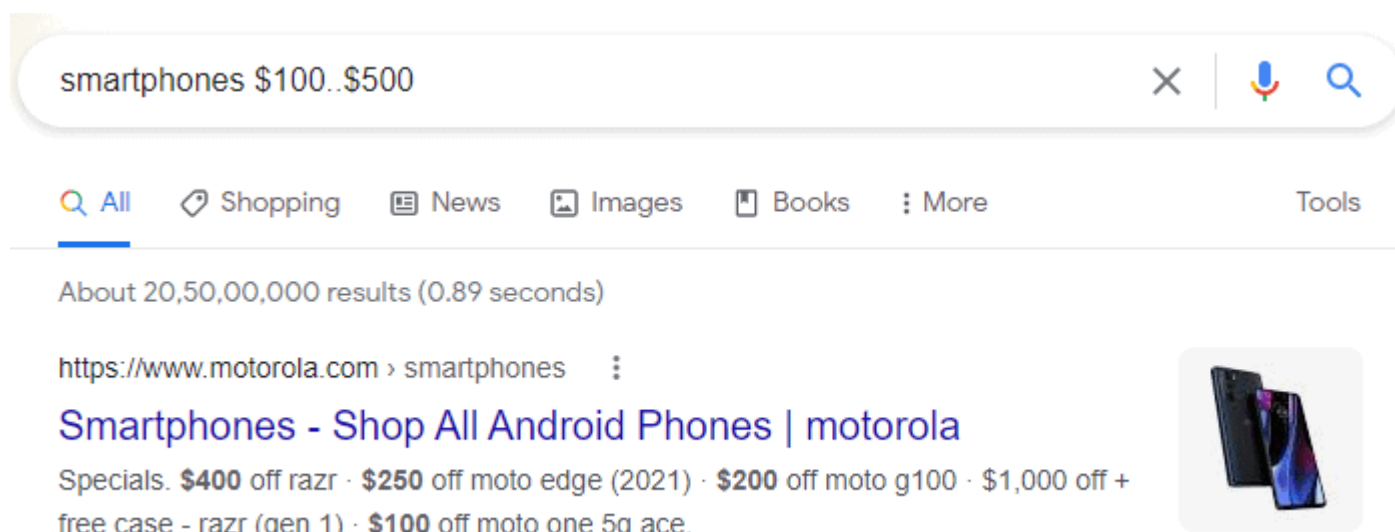 smartphones $100..$500
All Shopping News Images Books More Tools
About 20,50,00,000 results (0.89 seconds)
https://www.motorola.com › smartphones
Smartphones - Shop All Android Phones | motorola
Specials. $400 off razr · $250 off moto edge (2021) · $200 off moto g100 · $1,000 off +
free case - razr (gen 1) · $100 off moto one 5g ace.